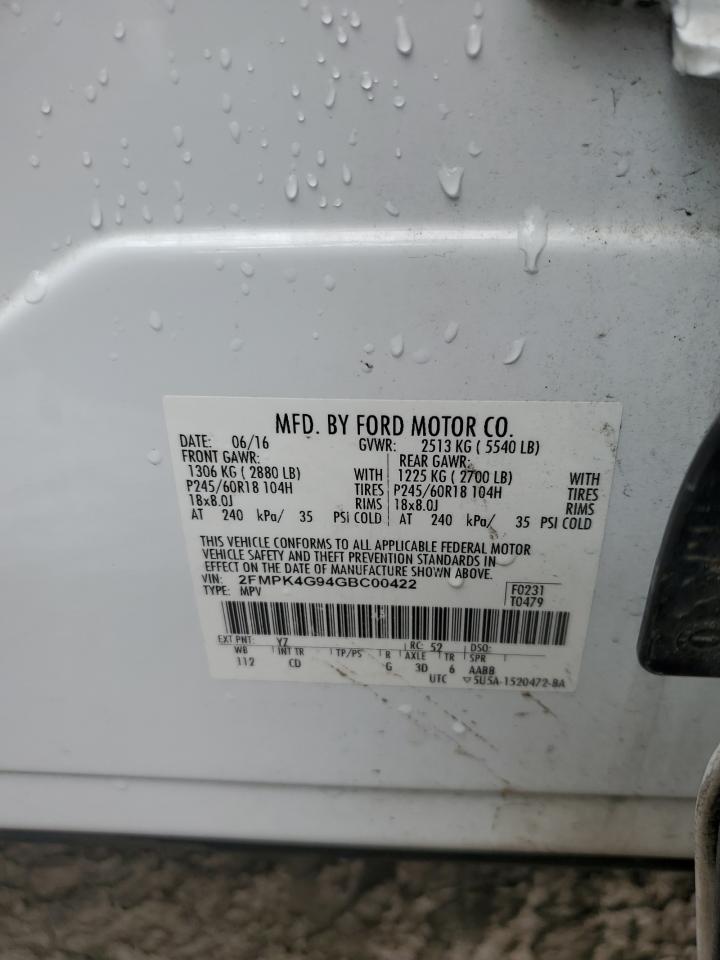 MFD. BY FORD MOTOR CO.
DATE: 06/16 GVWR: 2513 KG ( 5540 LB)
FRONT GAWR: REAR GAWR:
1306 KG ( 2880 LB) WITH 1225 KG ( 2700 LB) WITH
P245/60R18 104H TIRES P245/60R18 104H TIRES
18x8.0J RIMS 18x8.0J RIMS
AT 240 kPa/ 35 PSI COLD AT 240 kPa/ 35 PSI COLD
THIS VEHICLE CONFORMS TO ALL APPLICABLE FEDERAL MOTOR
VEHICLE SAFETY AND THEFT PREVENTION STANDARDS IN
EFFECT ON THE DATE OF MANUFACTURE SHOWN ABOVE.
VIN: 2FMPK4G94GBC00422
TYPE: MPV F0231
T0479
EXT PNT: YZ RC: 52 DSO:
WB INT TR TP/PS R AXLE TR SPR
112 CD G 3D 6 AABB
UTC ▽5U5A-1520472-BA